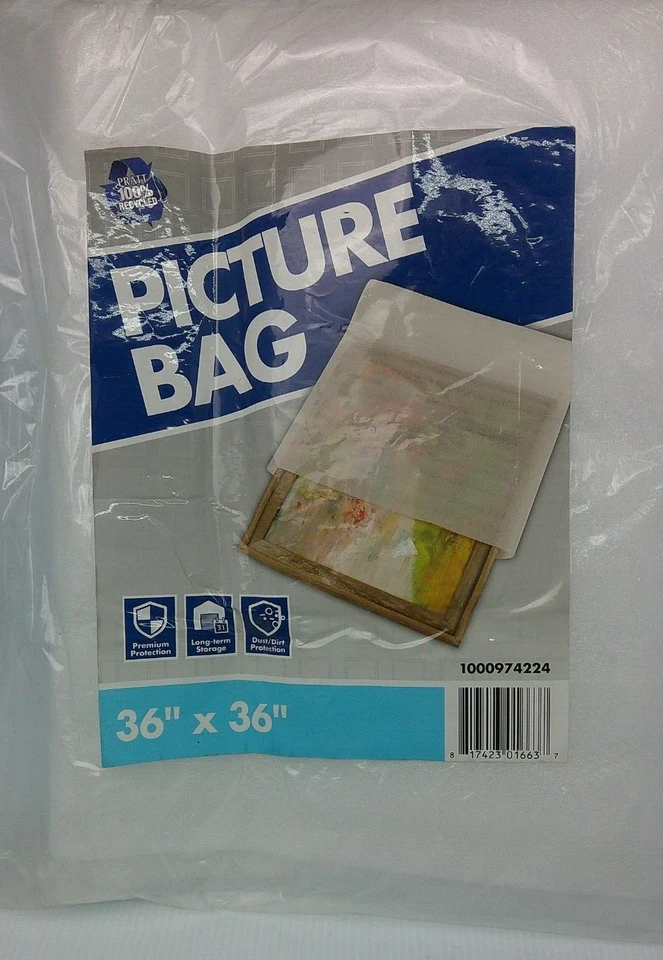 PRATT
100%
RECYCLED
PICTURE
BAG
Premium
Protection
Long-term
Storage
31
Dust/Dirt
Protection
1000974224
36" x 36"
8 17423 01663 7